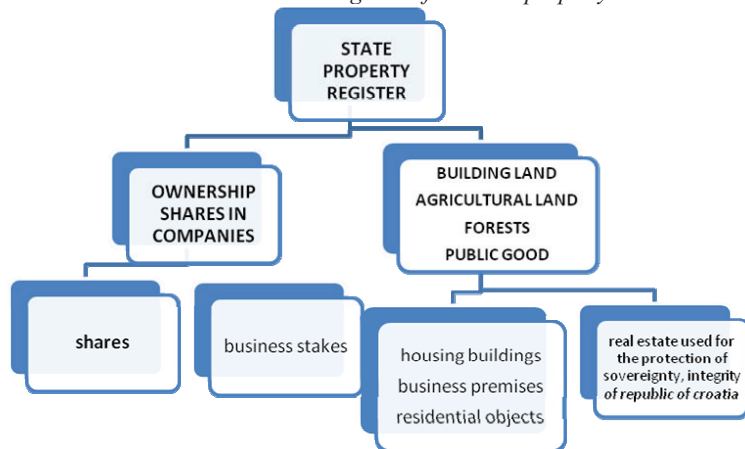 STATE
PROPERTY
REGISTER
OWNERSHIP
SHARES IN
COMPANIES
BUILDING LAND
AGRICULTURAL LAND
FORESTS
PUBLIC GOOD
shares
business stakes
housing buildings
business premises
residential objects
real estate used for
the protection of
sovereignty, integrity
of republic of croatia